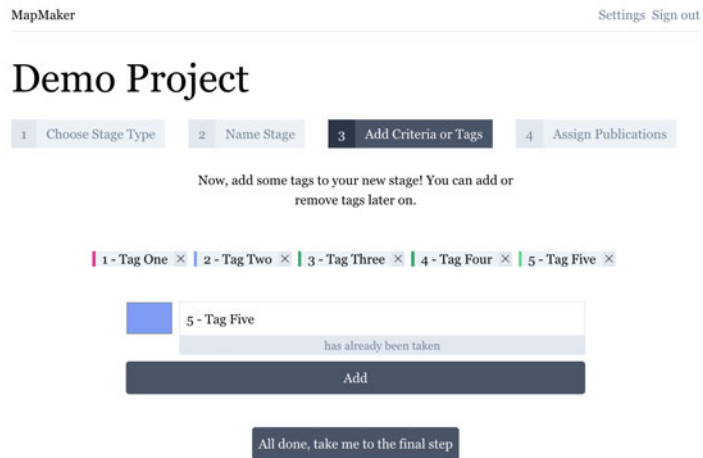 MapMaker Settings Sign out
Demo Project
1 Choose Stage Type 2 Name Stage 3 Add Criteria or Tags 4 Assign Publications
Now, add some tags to your new stage! You can add or
remove tags later on.
1 - Tag One × 2 - Tag Two × 3 - Tag Three × 4 - Tag Four × 5 - Tag Five ×
5 - Tag Five
has already been taken
Add
All done, take me to the final step